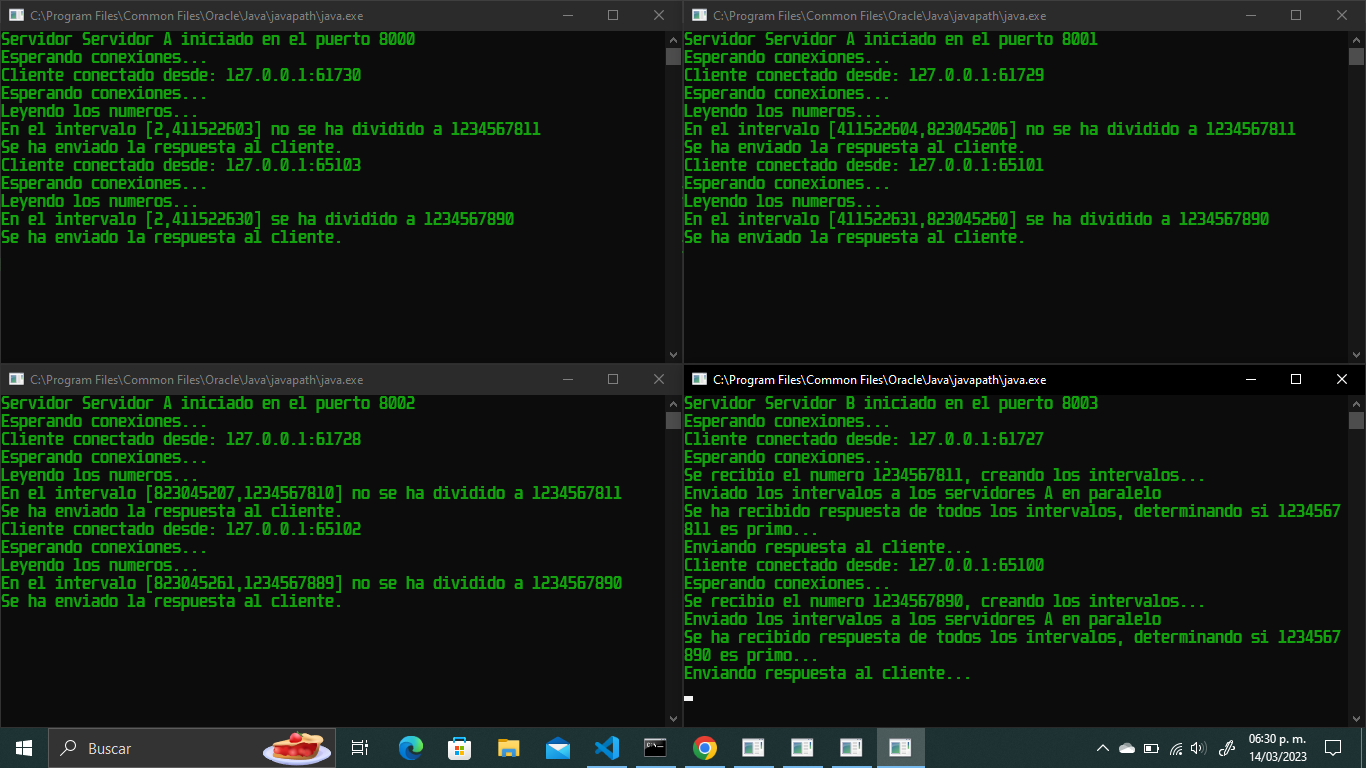 C:\Program Files\Common Files\Oracle\Java\javapath\java.exe
Servidor Servidor A iniciado en el puerto 8000
Esperando conexiones...
Cliente conectado desde: 127.0.0.1:61730
Esperando conexiones...
Leyendo los numeros...
En el intervalo [2,411522603] no se ha dividido a 1234567811
Se ha enviado la respuesta al cliente.
Cliente conectado desde: 127.0.0.1:65103
Esperando conexiones...
Leyendo los numeros...
En el intervalo [2,411522630] se ha dividido a 1234567890
Se ha enviado la respuesta al cliente.
C:\Program Files\Common Files\Oracle\Java\javapath\java.exe
Servidor Servidor A iniciado en el puerto 8001
Esperando conexiones...
Cliente conectado desde: 127.0.0.1:61729
Esperando conexiones...
Leyendo los numeros...
En el intervalo [411522604,823045206] no se ha dividido a 1234567811
Se ha enviado la respuesta al cliente.
Cliente conectado desde: 127.0.0.1:65101
Esperando conexiones...
Leyendo los numeros...
En el intervalo [411522631,823045260] se ha dividido a 1234567890
Se ha enviado la respuesta al cliente.
C:\Program Files\Common Files\Oracle\Java\javapath\java.exe
Servidor Servidor A iniciado en el puerto 8002
Esperando conexiones...
Cliente conectado desde: 127.0.0.1:61728
Esperando conexiones...
Leyendo los numeros...
En el intervalo [823045207,1234567810] no se ha dividido a 1234567811
Se ha enviado la respuesta al cliente.
Cliente conectado desde: 127.0.0.1:65102
Esperando conexiones...
Leyendo los numeros...
En el intervalo [823045261,1234567889] no se ha dividido a 1234567890
Se ha enviado la respuesta al cliente.
C:\Program Files\Common Files\Oracle\Java\javapath\java.exe
Servidor Servidor B iniciado en el puerto 8003
Esperando conexiones...
Cliente conectado desde: 127.0.0.1:61727
Esperando conexiones...
Se recibio el numero 1234567811, creando los intervalos...
Enviado los intervalos a los servidores A en paralelo
Se ha recibido respuesta de todos los intervalos, determinando si 1234567
811 es primo...
Enviando respuesta al cliente...
Cliente conectado desde: 127.0.0.1:65100
Esperando conexiones...
Se recibio el numero 1234567890, creando los intervalos...
Enviado los intervalos a los servidores A en paralelo
Se ha recibido respuesta de todos los intervalos, determinando si 1234567
890 es primo...
Enviando respuesta al cliente...
Buscar
06:30 p. m.
14/03/2023